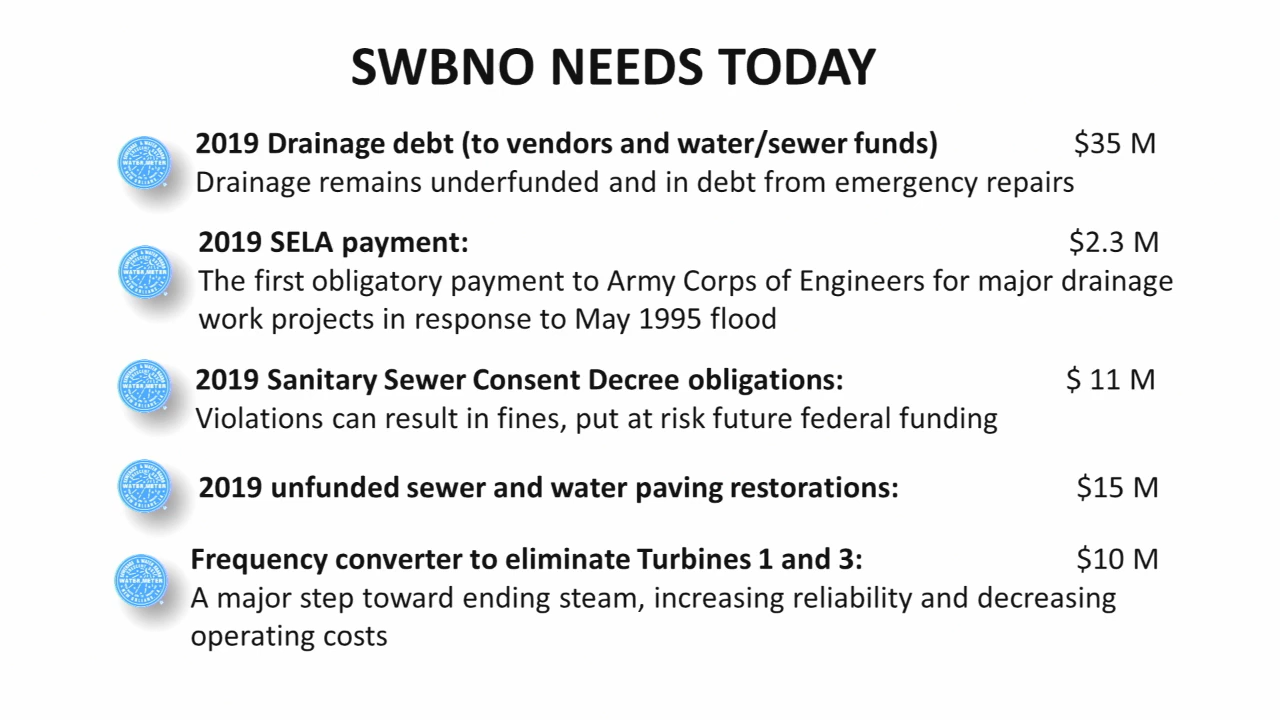 SWBNO NEEDS TODAY
2019 Drainage debt (to vendors and water/sewer funds) $35 M
Drainage remains underfunded and in debt from emergency repairs
2019 SELA payment: $2.3 M
The first obligatory payment to Army Corps of Engineers for major drainage
work projects in response to May 1995 flood
2019 Sanitary Sewer Consent Decree obligations: $ 11 M
Violations can result in fines, put at risk future federal funding
2019 unfunded sewer and water paving restorations: $15 M
Frequency converter to eliminate Turbines 1 and 3: $10 M
A major step toward ending steam, increasing reliability and decreasing
operating costs